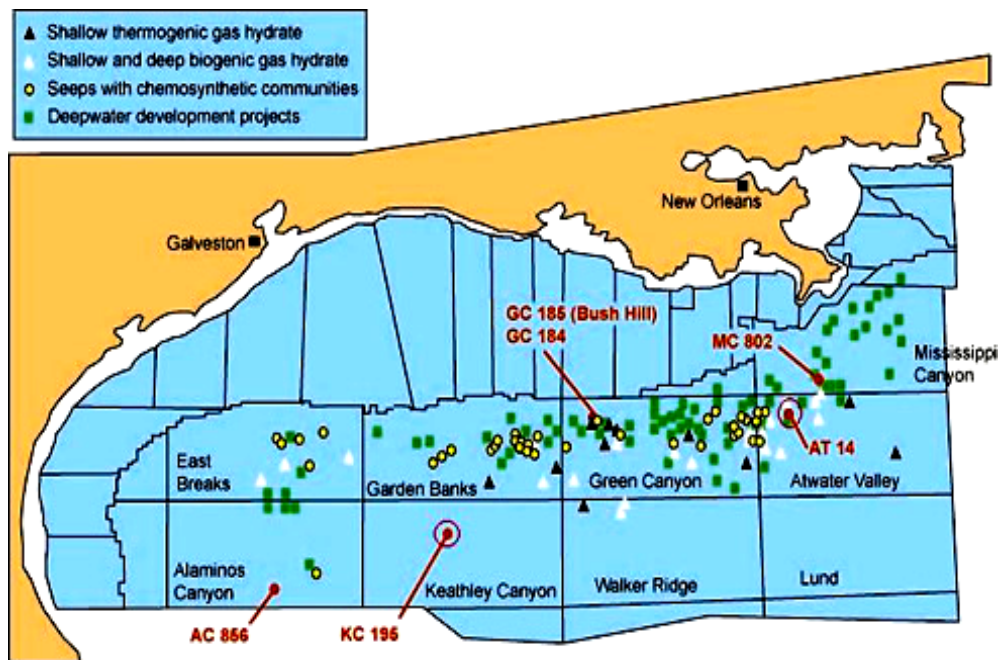 Shallow thermogenic gas hydrate
Shallow and deep biogenic gas hydrate
Seeps with chemosynthetic communities
Deepwater development projects
New Orleans
Galveston
GC 185 (Bush Hill)
GC 184
MC 802
Mississippi
Canyon
AT 14
East
Breaks
Garden Banks
Green Canyon
Atwater Valley
Alaminos
Canyon
Keathley Canyon
Walker Ridge
Lund
AC 856
KC 195